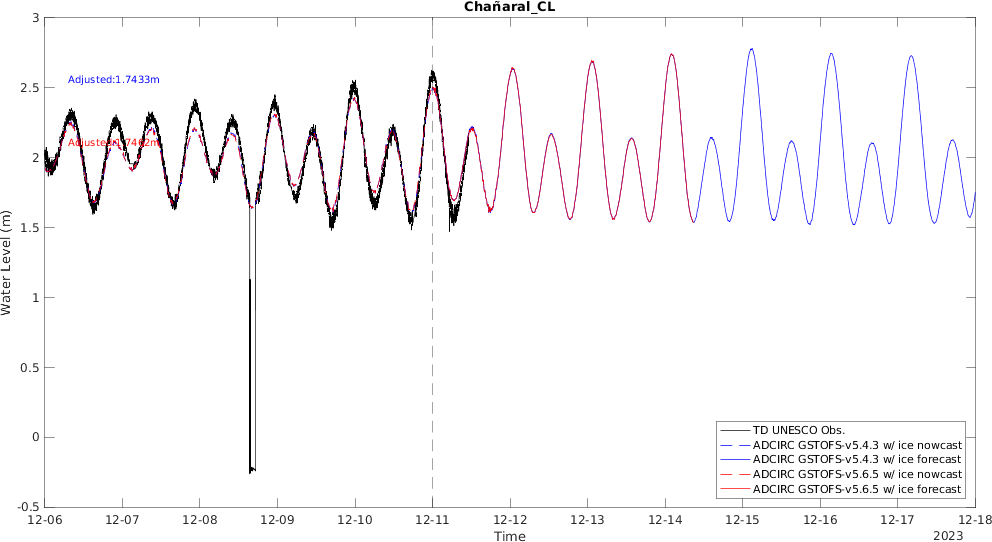 Chañaral_CL
3
2.5
2
1.5
1
0.5
0
-0.5
Water Level (m)
Adjusted:1.7433m
Adjusted:1.7462m
TD UNESCO Obs.
ADCIRC GSTOFS-v5.4.3 w/ ice nowcast
ADCIRC GSTOFS-v5.4.3 w/ ice forecast
ADCIRC GSTOFS-v5.6.5 w/ ice nowcast
ADCIRC GSTOFS-v5.6.5 w/ ice forecast
12-06 12-07 12-08 12-09 12-10 12-11 12-12 12-13 12-14 12-15 12-16 12-17 12-18
Time
2023